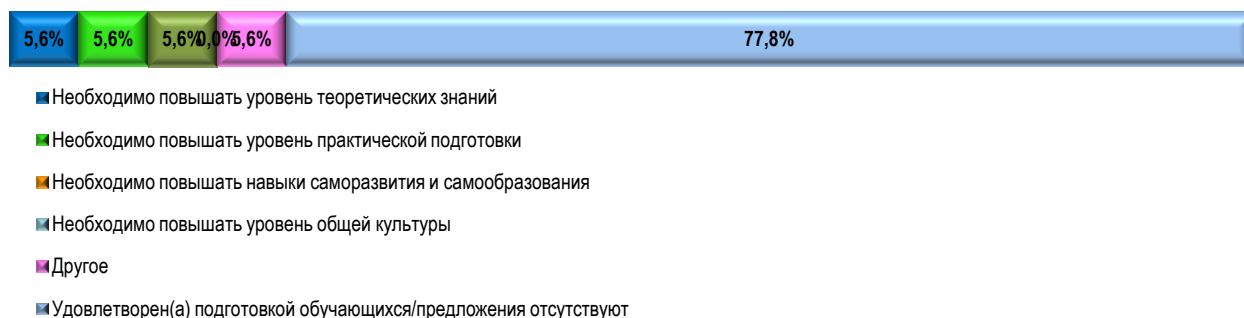 5,6% 5,6% 5,6% 0,0% 5,6% 77,8%
Необходимо повышать уровень теоретических знаний
Необходимо повышать уровень практической подготовки
Необходимо повышать навыки саморазвития и самообразования
Необходимо повышать уровень общей культуры
Другое
Удовлетворен(а) подготовкой обучающихся/предложения отсутствуют